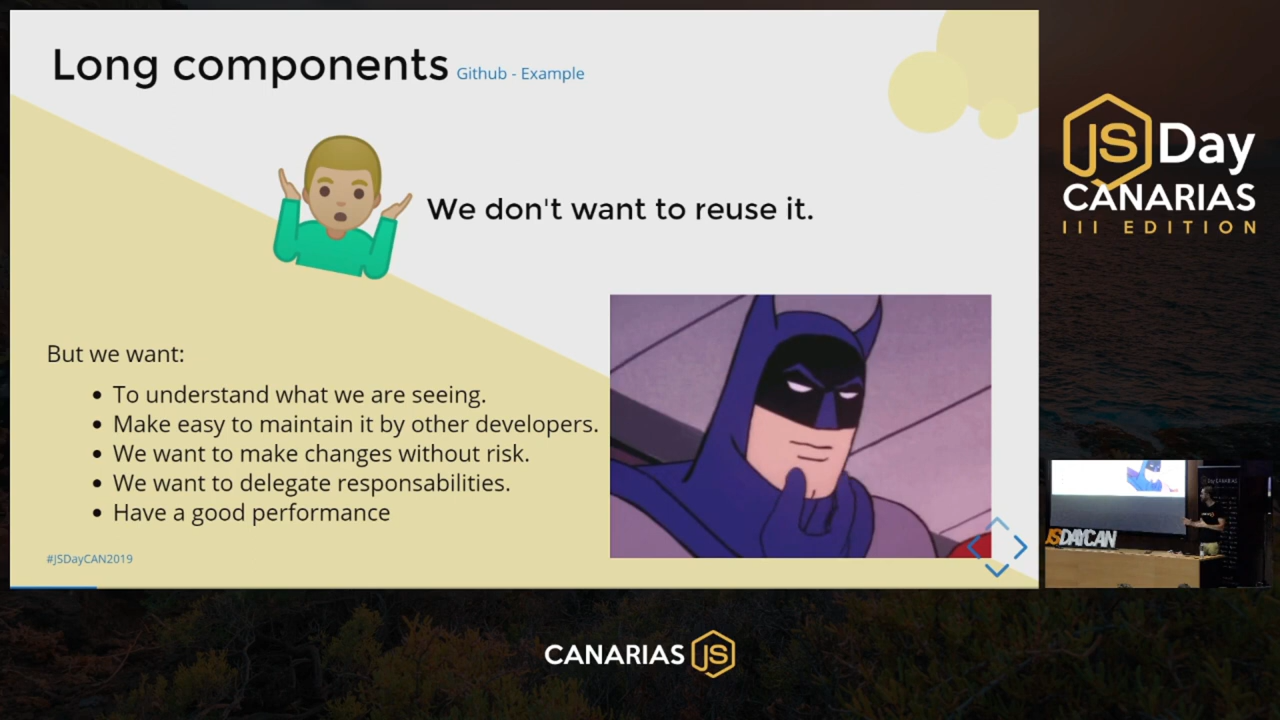 Long components Github - Example
We don't want to reuse it.
But we want:
To understand what we are seeing.
Make easy to maintain it by other developers.
We want to make changes without risk.
We want to delegate responsabilities.
Have a good performance
#JSDayCAN2019
JS Day
CANARIAS
III EDITION
JSDAYCAN
CANARIAS JS